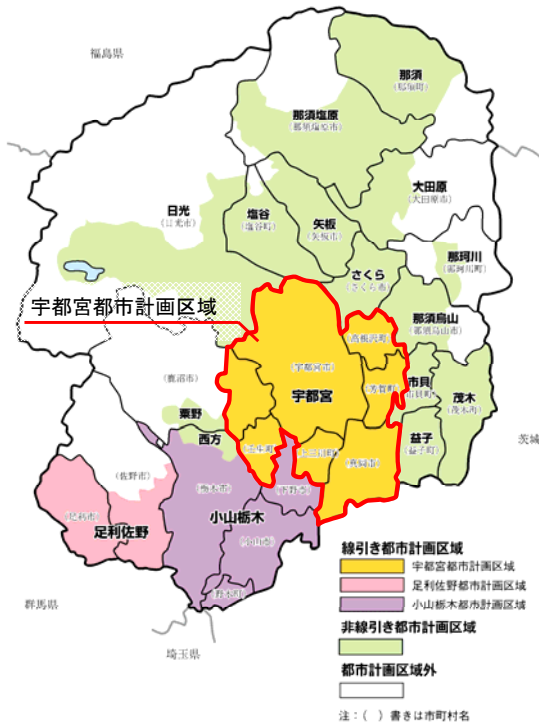 福島県
那須
(那須町)
那須塩原
(那須塩原市)
大田原
(大田原市)
日光
(日光市)
塩谷
(塩谷町)
矢板
(矢板市)
那珂川
(那珂川町)
さくら
(さくら市)
宇都宮都市計画区域
那須烏山
(那須烏山市)
(高根沢町)
(宇都宮市)
宇都宮
(芳賀町)
市貝
(市貝町)
茂木
(茂木町)
(鹿沼市)
粟野
西方
(壬生町)
(上三川町)
(真岡市)
益子
(益子町)
茨城
(佐野市)
(栃木市)
(下野市)
小山栃木
(小山市)
(足利市)
足利佐野
(野木町)
群馬県
埼玉県
線引き都市計画区域
宇都宮都市計画区域
足利佐野都市計画区域
小山栃木都市計画区域
非線引き都市計画区域
都市計画区域外
注：( ) 書きは市町村名